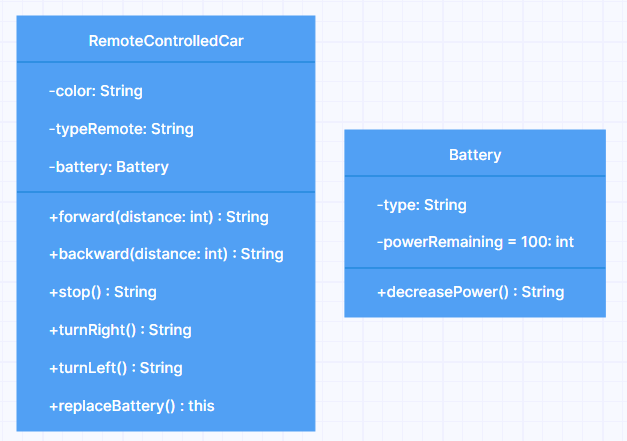 RemoteControlledCar
-color: String
-typeRemote: String
-battery: Battery
+forward(distance: int) : String
+backward(distance: int) : String
+stop() : String
+turnRight() : String
+turnLeft() : String
+replaceBattery() : this
Battery
-type: String
-powerRemaining = 100: int
+decreasePower() : String